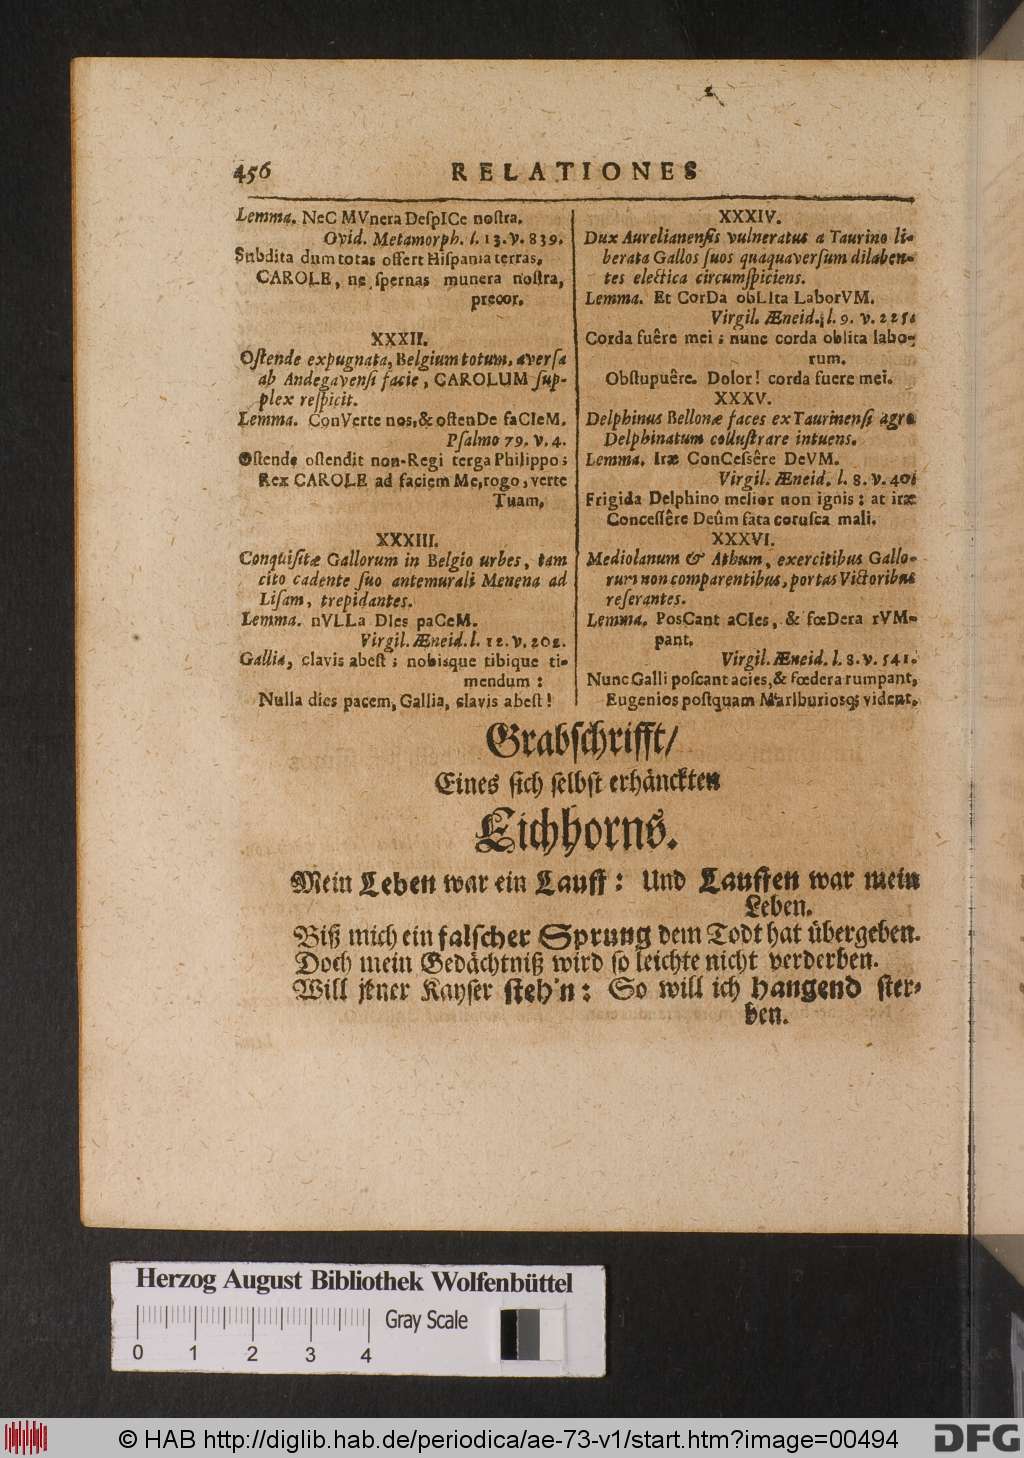 456 RELATIONES
Lemma. NeC MVnera DeſpICe noſtra.
Ovid. Metamorph. l. 13. v. 839.
Subdita dum totas offert Hiſpania terras,
CAROLE, ne ſpernas munera noſtra,
precor.
XXXII.
Oſtende expugnata, Belgium totum, averſa
ab Andegavenſi facie, CAROLUM ſup-
plex reſpicit.
Lemma. ConVerte nos, & oſtenDe faCIeM.
Pſalmo 79. v. 4.
Oſtende oſtendit non-Regi terga Philippo;
Rex CAROLE ad faciem Me, rogo, verte
Tuam,
XXXIII.
Conquiſitæ Gallorum in Belgio urbes, tam
cito cadente ſuo antemurali Menena ad
Liſam, trepidantes.
Lemma. nVLLa DIes paCeM.
Virgil. Æneid. l. 12. v. 202.
Gallia, clavis abeſt; nobisque tibique ti-
mendum:
Nulla dies pacem, Gallia, clavis abeſt!
XXXIV.
Dux Aurelianenſis vulneratus a Taurino li-
berata Gallos ſuos quaquaverſum dilaben-
tes electica circumſpiciens.
Lemma. Et CorDa obLIta LaborVM.
Virgil. Æneid. l. 9. v. 225.
Corda fuêre mei; nunc corda oblita labo-
rum.
Obſtupuêre. Dolor! corda fuere mei.
XXXV.
Delphinus Bellonæ faces ex Taurinenſi agro
Delphinatum colluſtrare intuens.
Lemma. Iræ ConCeſsêre DeVM.
Virgil. Æneid. l. 8. v. 40
Frigida Delphino melior non ignis: at iræ
Conceſſêre Deûm fata coruſca mali.
XXXVI.
Mediolanum & Athum, exercitibus Gallo-
rum non comparentibus, portas Victoribus
reſerantes.
Lemma. PosCant aCIes, & fœDera rVM-
pant.
Virgil. Æneid. l. 8. v. 541.
Nunc Galli poſcant acies, & fœdera rumpant,
Eugenios poſtquam Marlburiosq; vident.
Grabſchrifft/
Eines ſich ſelbſt erhänckten
Eichhorns.
Mein Leben war ein Lauff: Und Lauffen war mein
Leben.
Biß mich ein falſcher Sprung dem Todt hat übergeben.
Doch mein Gedächtniß wird ſo leichte nicht verderben.
Will jener Kayſer ſteh'n: So will ich hangend ſter-
ben.
Herzog August Bibliothek Wolfenbüttel
Gray Scale
0 1 2 3 4
© HAB http://diglib.hab.de/periodica/ae-73-v1/start.htm?image=00494
DFG